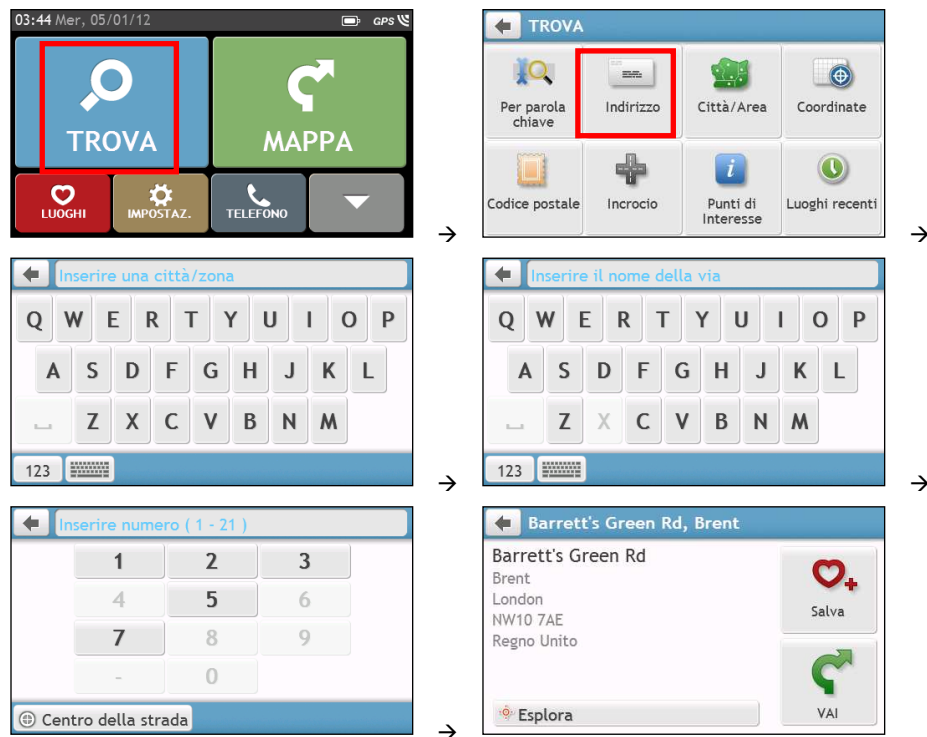 03:44 Mer, 05/01/12 GPS
TROVA
MAPPA
LUOGHI
IMPOSTAZ.
TELEFONO
→
TROVA
Per parola
chiave
Indirizzo
Città/Area
Coordinate
Codice postale
Incrocio
Punti di
Interesse
Luoghi recenti
→
Inserire una città/zona
Q W E R T Y U I O P
A S D F G H J K L
Z X C V B N M
123
→
Inserire il nome della via
Q W E R T Y U I O P
A S D F G H J K L
Z X C V B N M
123
→
Inserire numero ( 1 - 21 )
1 2 3
4 5 6
7 8 9
- 0
Centro della strada
→
Barrett's Green Rd, Brent
Barrett's Green Rd
Brent
London
NW10 7AE
Regno Unito
Salva
Esplora
VAI